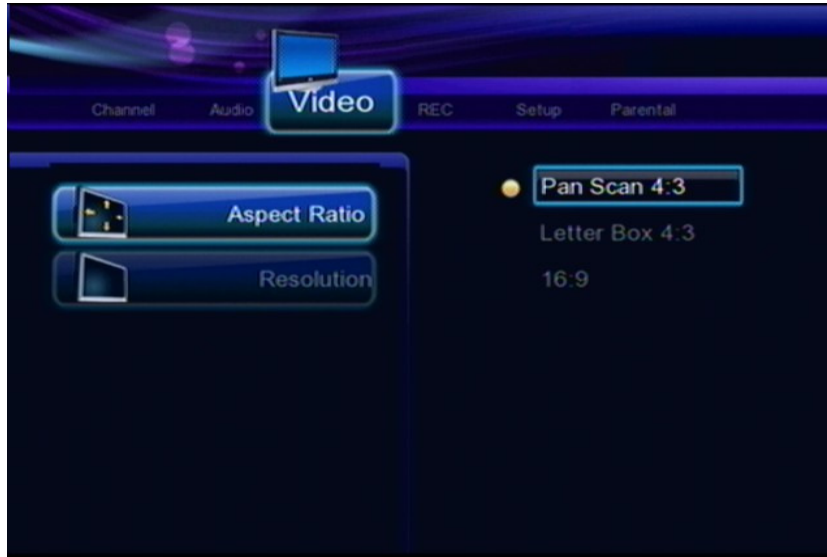 Channel Audio Video REC Setup Parental
Aspect Ratio
Resolution
Pan Scan 4:3
Letter Box 4:3
16:9